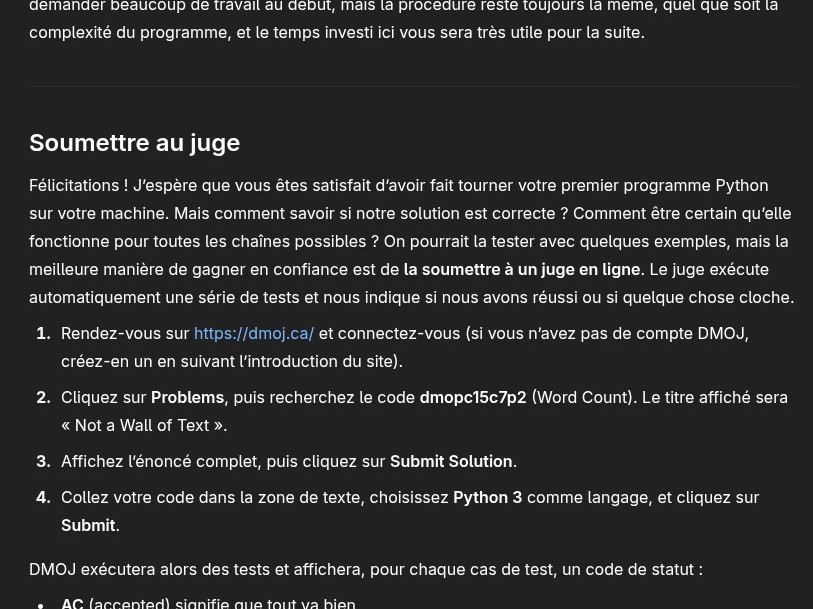 demander beaucoup de travail au début, mais la procédure reste toujours la même, quel que soit la
complexité du programme, et le temps investi ici vous sera très utile pour la suite.
Soumettre au juge
Félicitations ! J’espère que vous êtes satisfait d’avoir fait tourner votre premier programme Python
sur votre machine. Mais comment savoir si notre solution est correcte ? Comment être certain qu’elle
fonctionne pour toutes les chaînes possibles ? On pourrait la tester avec quelques exemples, mais la
meilleure manière de gagner en confiance est de la soumettre à un juge en ligne. Le juge exécute
automatiquement une série de tests et nous indique si nous avons réussi ou si quelque chose cloche.
1. Rendez-vous sur https://dmoj.ca/ et connectez-vous (si vous n’avez pas de compte DMOJ,
créez-en un en suivant l’introduction du site).
2. Cliquez sur Problems, puis recherchez le code dmopc15c7p2 (Word Count). Le titre affiché sera
« Not a Wall of Text ».
3. Affichez l’énoncé complet, puis cliquez sur Submit Solution.
4. Collez votre code dans la zone de texte, choisissez Python 3 comme langage, et cliquez sur
Submit.
DMOJ exécutera alors des tests et affichera, pour chaque cas de test, un code de statut :
• AC (accepted) signifie que tout va bien